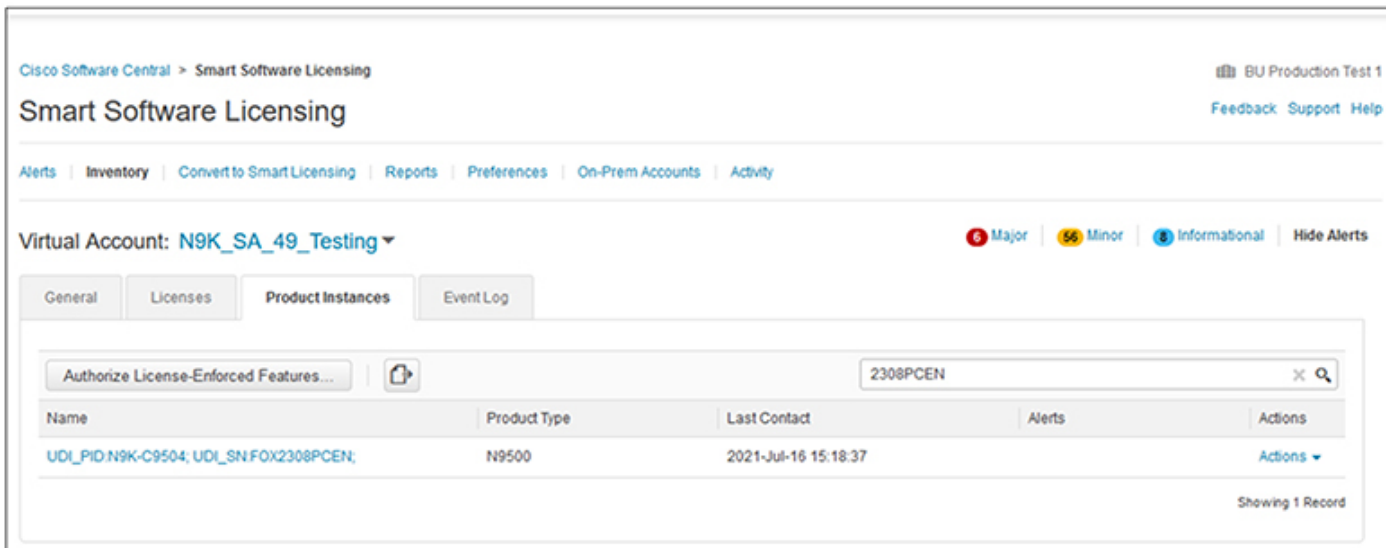 Cisco Software Central > Smart Software Licensing
BU Production Test 1
Smart Software Licensing
Feedback Support Help
Alerts | Inventory | Convert to Smart Licensing | Reports | Preferences | On-Prem Accounts | Activity
Virtual Account: N9K_SA_49_Testing
6 Major | 56 Minor | 8 Informational | Hide Alerts
General Licenses Product Instances Event Log
Authorize License-Enforced Features...
2308PCEN
Name Product Type Last Contact Alerts Actions
UDI_PID:N9K-C9504; UDI_SN:FOX2308PCEN; N9500 2021-Jul-16 15:18:37 Actions
Showing 1 Record